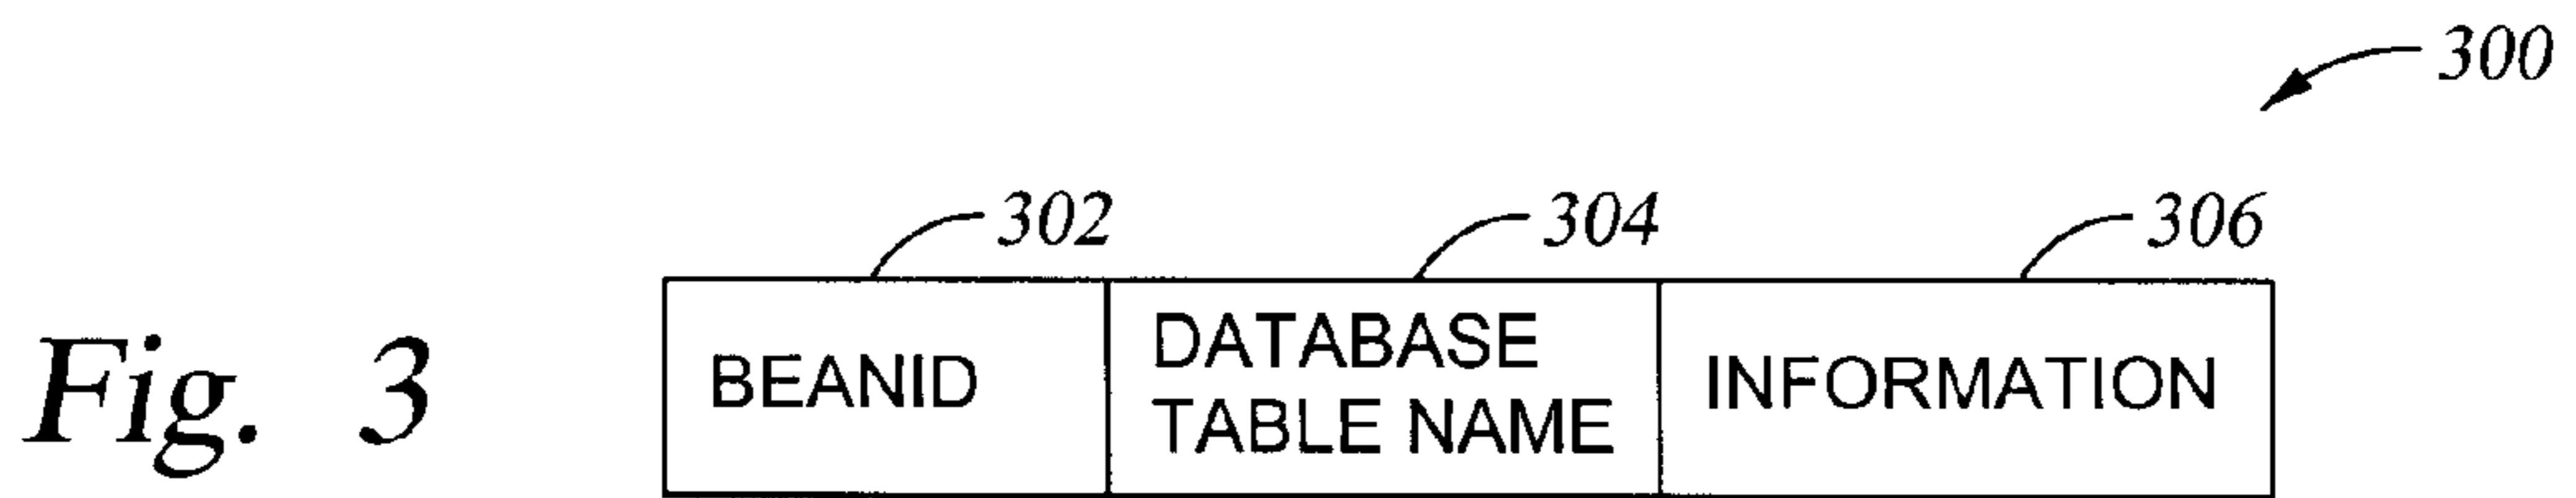 300
302
304
306
BEANID
DATABASE
TABLE NAME
INFORMATION
Fig. 3